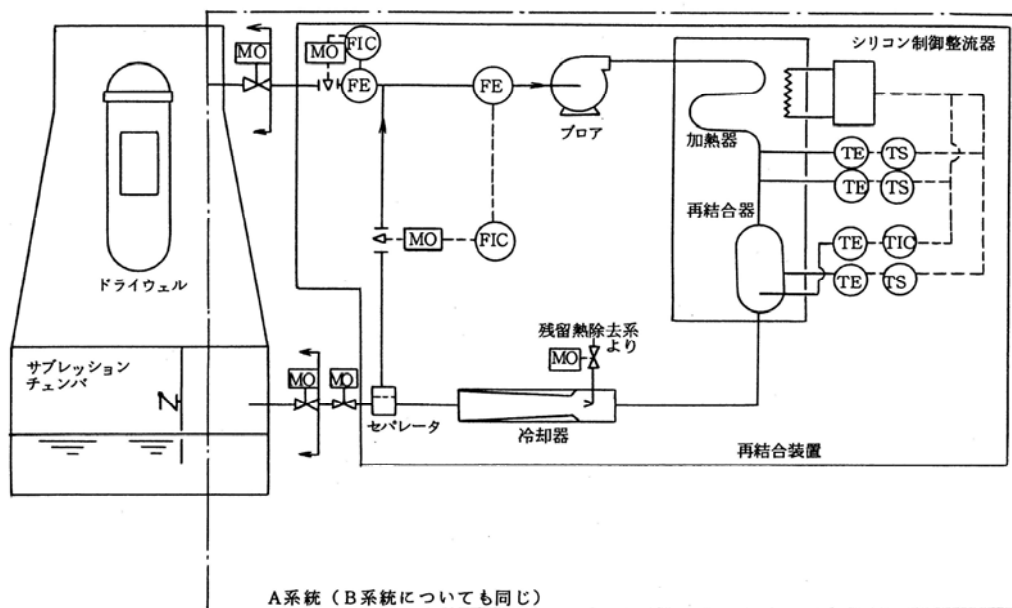 MO
MO
FIC
FE
FE
シリコン制御整流器
ブロア
加熱器
TE
TS
TE
TS
再結合器
MO
FIC
TE
TIC
TE
TS
ドライウェル
残留熱除去系
より
MO
サプレッション
チェンバ
MO
MO
セパレータ
冷却器
再結合装置
A系統（B系統についても同じ）